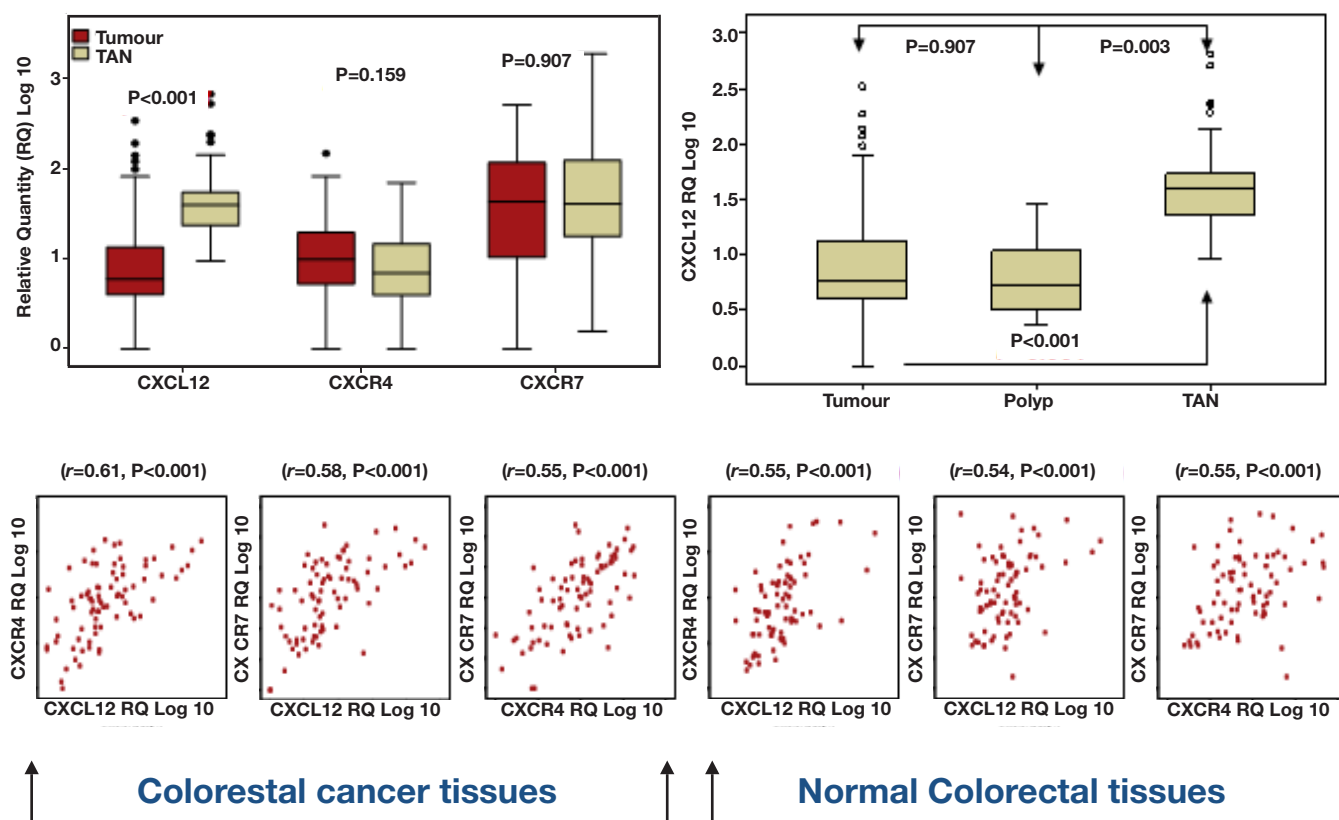 Tumour
TAN
P<0.001
P=0.159
P=0.907
Relative Quantity (RQ) Log 10
3
2
1
0
CXCL12
CXCR4
CXCR7
P=0.907
P=0.003
CXCL12 RQ Log 10
3.0
2.5
2.0
1.5
1.0
0.5
0.0
P<0.001
Tumour
Polyp
TAN
(r=0.61, P<0.001)
CXCR4 RQ Log 10
CXCL12 RQ Log 10
(r=0.58, P<0.001)
CX CR7 RQ Log 10
CXCL12 RQ Log 10
(r=0.55, P<0.001)
CX CR7 RQ Log 10
CXCR4 RQ Log 10
(r=0.55, P<0.001)
CXCR4 RQ Log 10
CXCL12 RQ Log 10
(r=0.54, P<0.001)
CX CR7 RQ Log 10
CXCL12 RQ Log 10
(r=0.55, P<0.001)
CX CR7 RQ Log 10
CXCR4 RQ Log 10
Colorestal cancer tissues
Normal Colorectal tissues